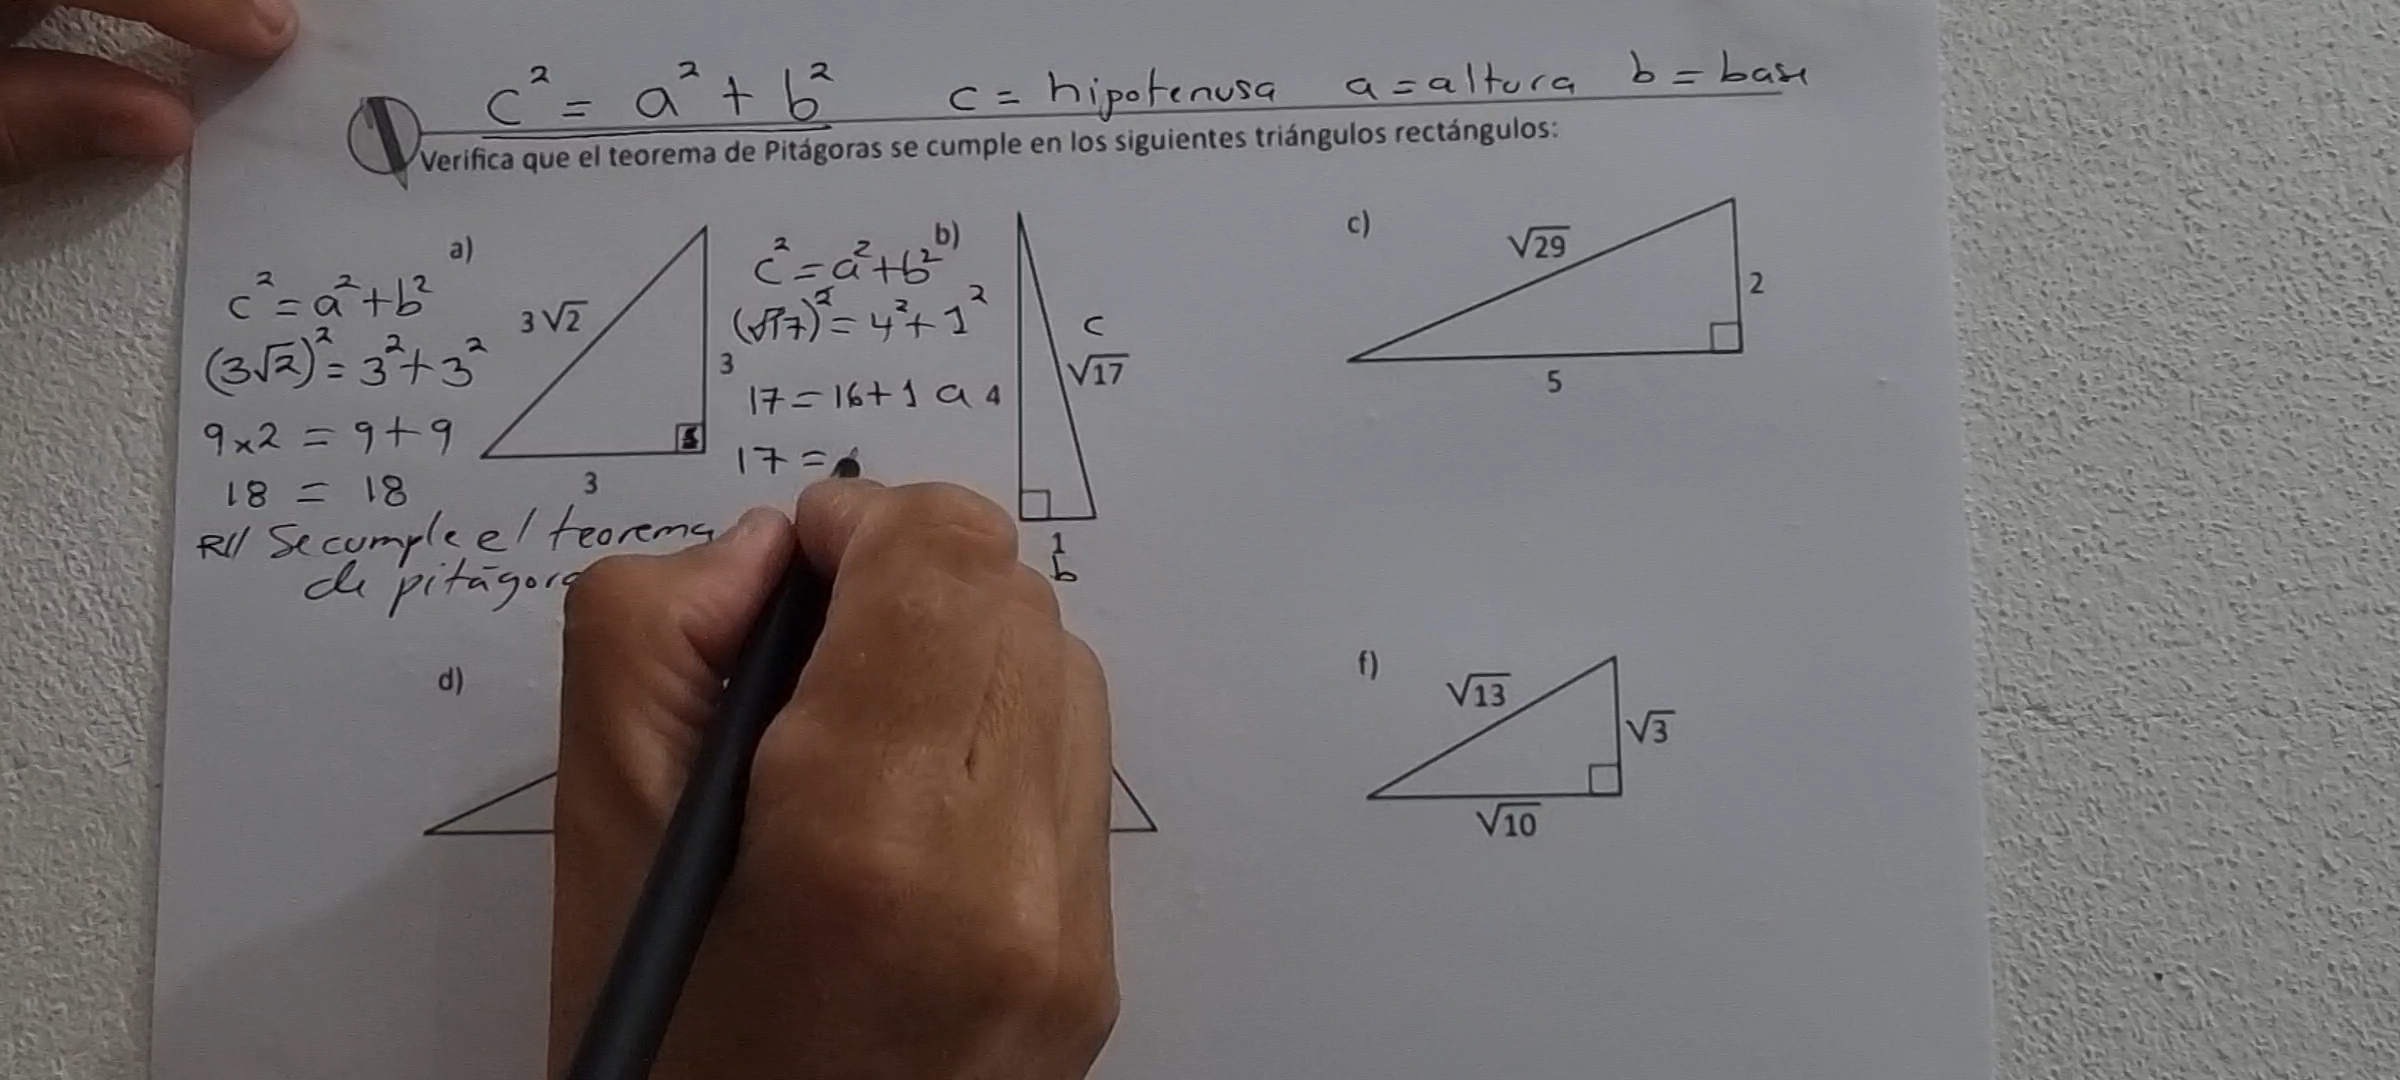 c² = a² + b² c = hipotenusa a = altura b = base
Verifica que el teorema de Pitágoras se cumple en los siguientes triángulos rectángulos:
a)
c² = a² + b²
(3√2)² = 3² + 3²
9x2 = 9+9
18 = 18
R// Se cumple el teorema
de
3√2
3
3
b)
c² = a² + b²
(√17)² = 4² + 1²
17 = 16 + 1
17 =
a 4
c
√17
1
b
c)
√29
2
5
d)
f)
√13
√3
√10